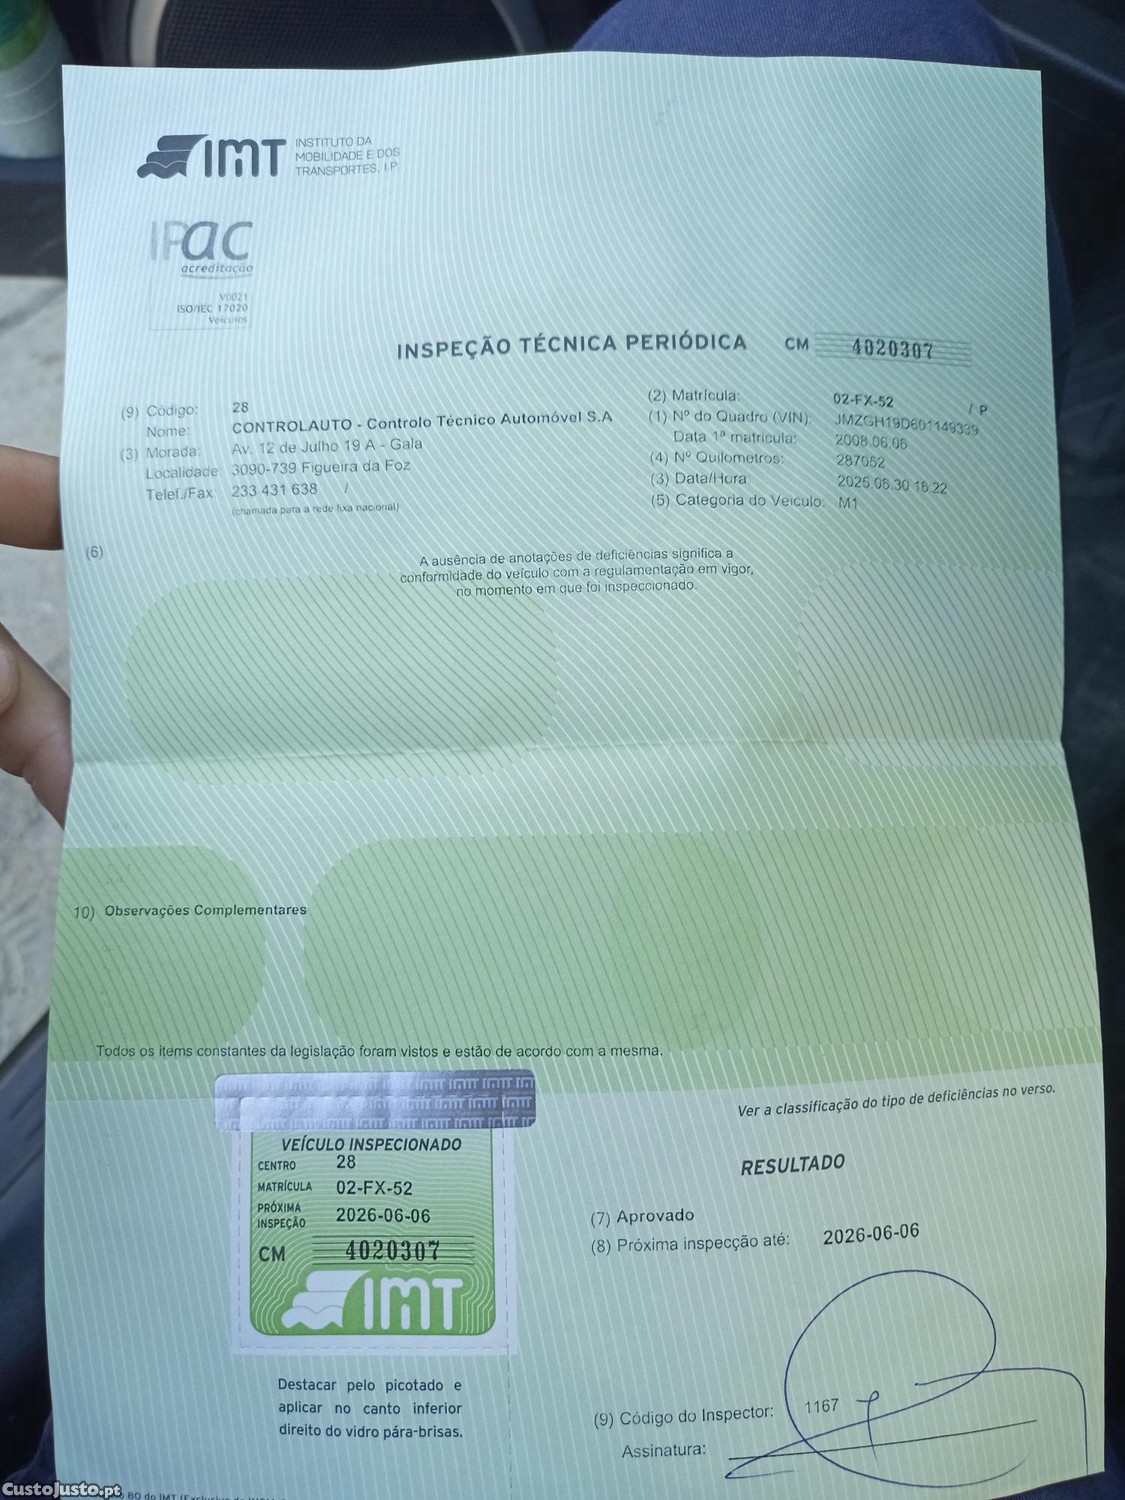 IMT INSTITUTO DA
MOBILIDADE E DOS
TRANSPORTES, I.P.
IPac
acreditação
V0021
ISO/IEC 17020
Veículos
INSPEÇÃO TÉCNICA PERIÓDICA CM 4020307
(9) Código: 28
Nome: CONTROLAUTO - Controlo Técnico Automóvel S.A
(3) Morada: Av. 12 de Julho 19 A - Gala
Localidade: 3090-739 Figueira da Foz
Telef./Fax: 233 431 638 /
(chamada para a rede fixa nacional)
(2) Matrícula: 02-FX-52 / P
(1) Nº do Quadro (VIN): JMZGH19D601149339
Data 1ª matrícula: 2008.06.06
(4) Nº Quilometros: 287052
(3) Data/Hora 2025.06.30 16:22
(5) Categoria do Veículo: M1
(6)
A ausência de anotações de deficiências significa a
conformidade do veículo com a regulamentação em vigor,
no momento em que foi inspeccionado.
10) Observações Complementares
Todos os items constantes da legislação foram vistos e estão de acordo com a mesma.
Ver a classificação do tipo de deficiências no verso.
VEÍCULO INSPECIONADO
CENTRO 28
MATRÍCULA 02-FX-52
PRÓXIMA
INSPEÇÃO 2026-06-06
CM 4020307
IMT
Destacar pelo picotado e
aplicar no canto inferior
direito do vidro pára-brisas.
RESULTADO
(7) Aprovado
(8) Próxima inspecção até: 2026-06-06
(9) Código do Inspector: 1167
Assinatura:
80 do IMT
CustoJusto.pt